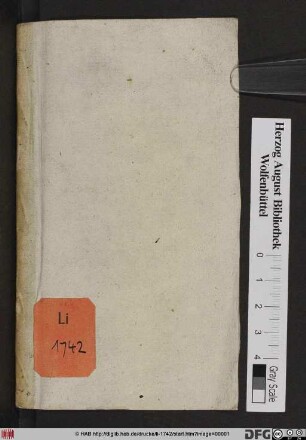 Li
1742
Herzog August Bibliothek
Wolfenbüttel
0
1
2
3
4
Gray Scale
© HAB http://diglib.hab.de/drucke/li-1742/start.htm?image=00001
DFG